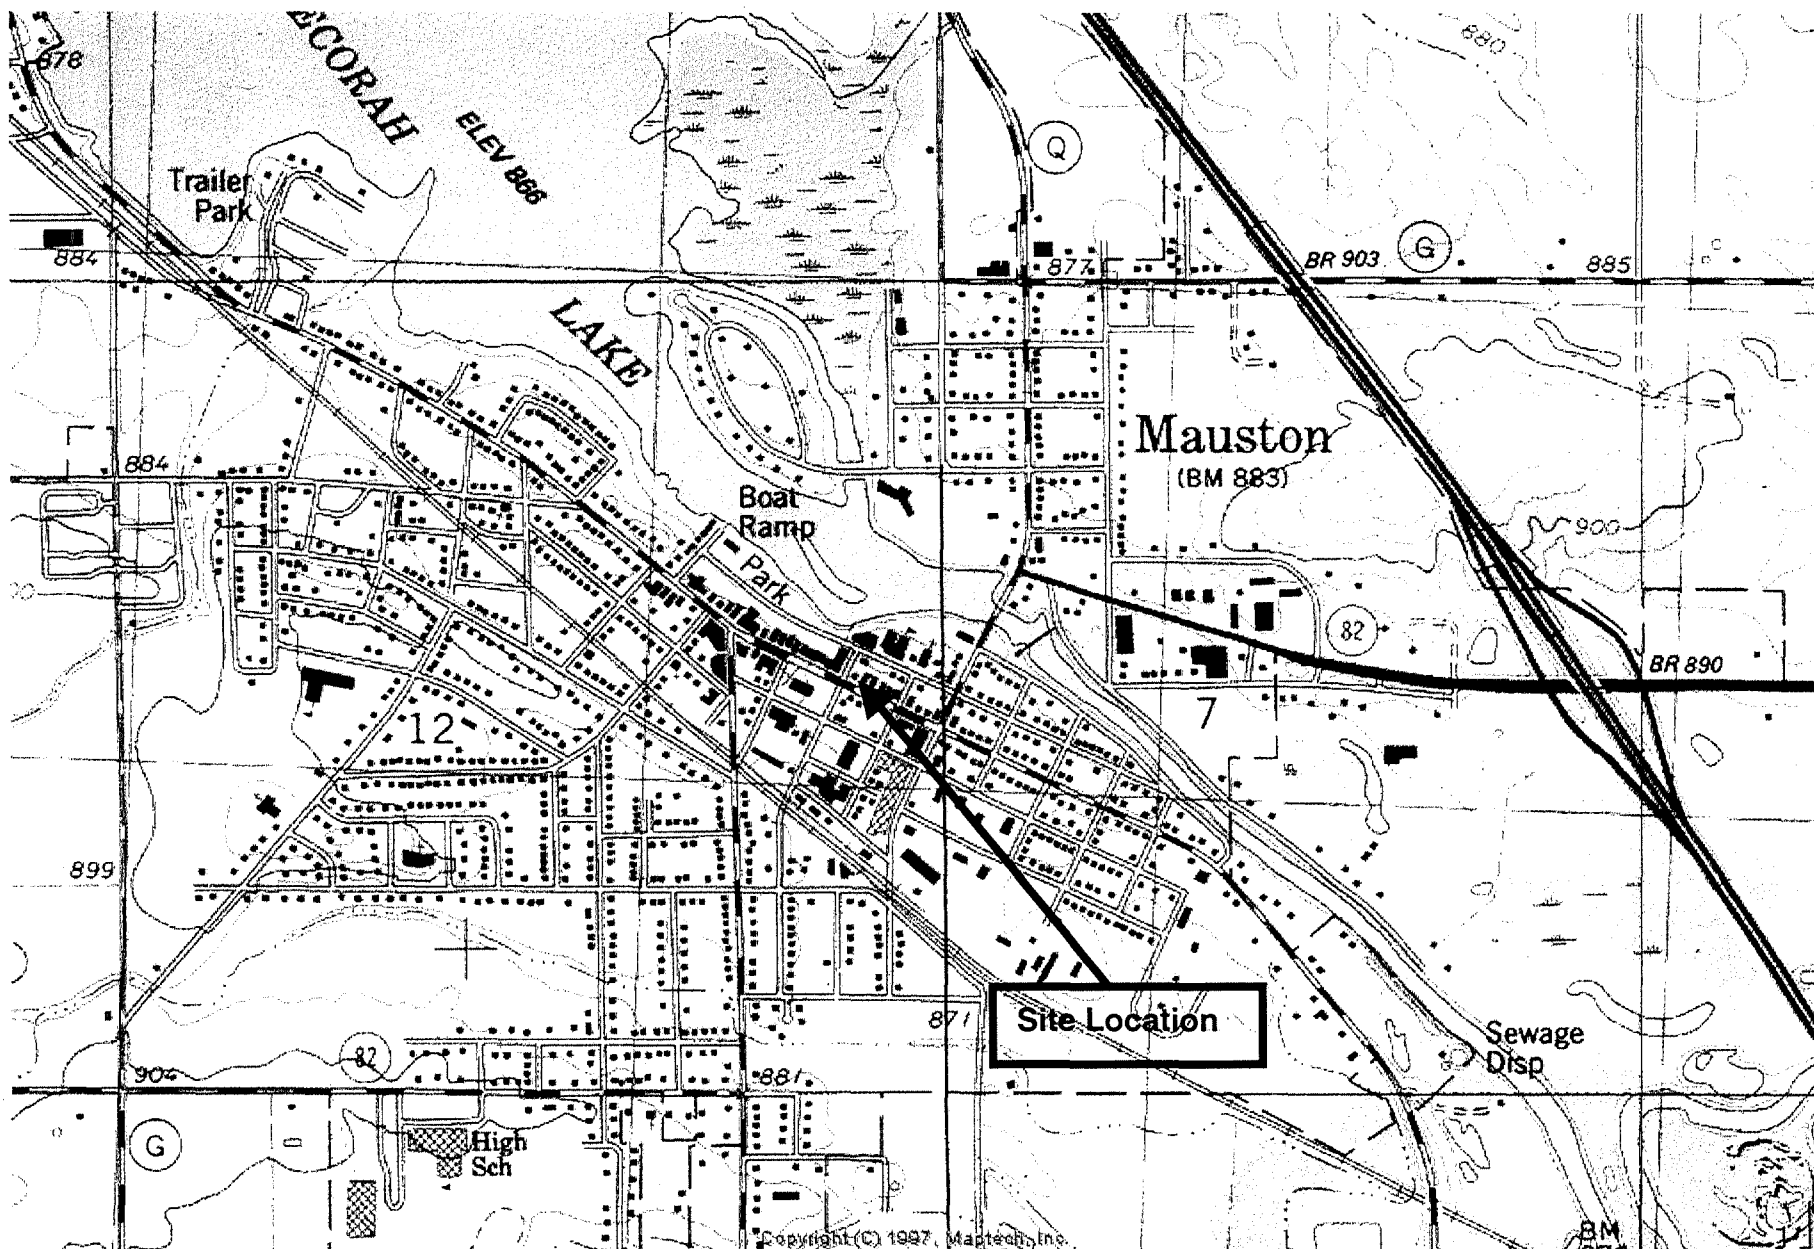 ECORAH
878
880
ELEV 866
Q
Trailer
Park
884
877
BR 903
G
885
LAKE
Mauston
(BM 883)
884
Boat
Ramp
900
Park
82
BR 890
12
7
899
871
Site Location
Sewage
Disp
82
904
881
G
High
Sch
BM
Copyright (C) 1997, Maptech, Inc.